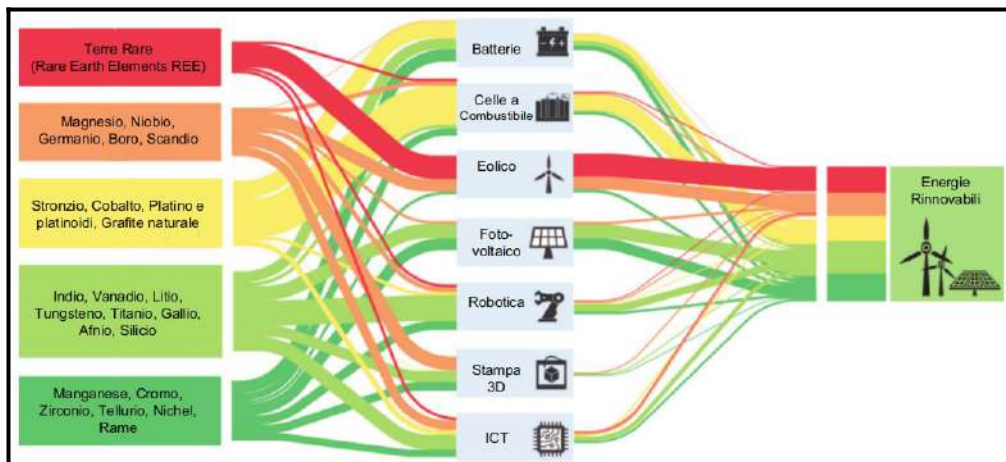 Terre Rare
(Rare Earth Elements REE)
Magnesio, Niobio,
Germanio, Boro, Scandio
Stronzio, Cobalto, Platino e
platinoidi, Grafite naturale
Indio, Vanadio, Litio,
Tungsteno, Titanio, Gallio,
Afnio, Silicio
Manganese, Cromo,
Zirconio, Tellurio, Nichel,
Rame
Batterie
Celle a
Combustibile
Eolico
Foto-
voltaico
Robotica
Stampa
3D
ICT
Energie
Rinnovabili